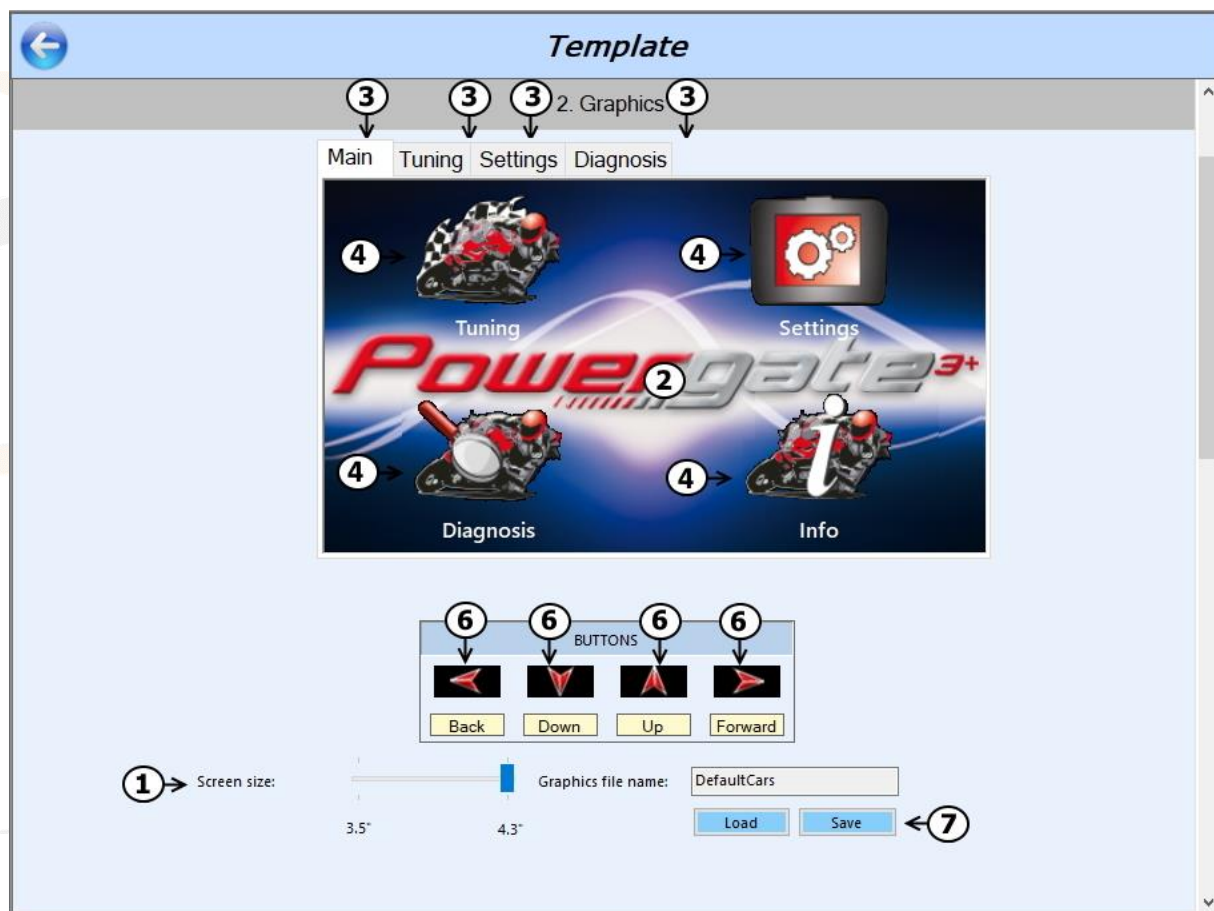 Template
3 3 3 2. Graphics 3
Main Tuning Settings Diagnosis
4 4
Tuning Settings
Powergate 3+
2
4 4
i
Diagnosis Info
6 6 6 6
BUTTONS
Back Down Up Forward
1 Screen size: Graphics file name: DefaultCars
3.5" 4.3" Load Save 7